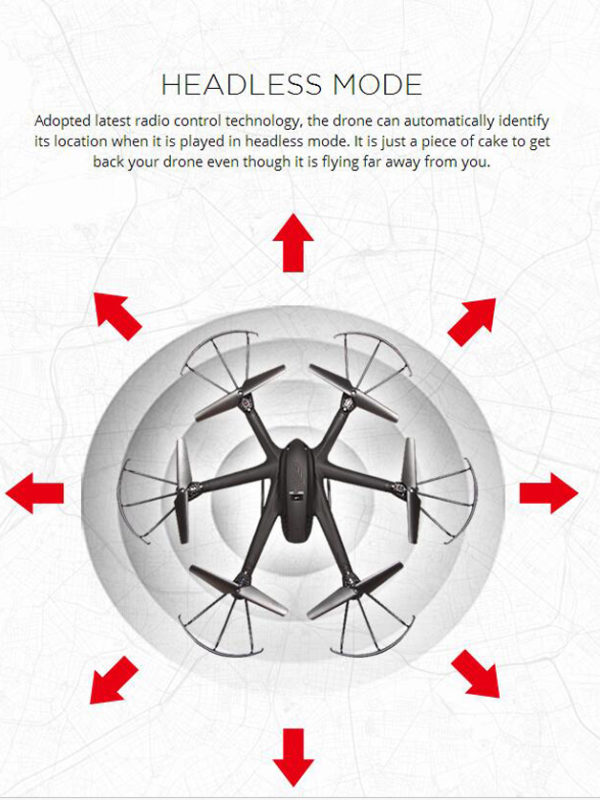 HEADLESS MODE
Adopted latest radio control technology, the drone can automatically identify
its location when it is played in headless mode. It is just a piece of cake to get
back your drone even though it is flying far away from you.